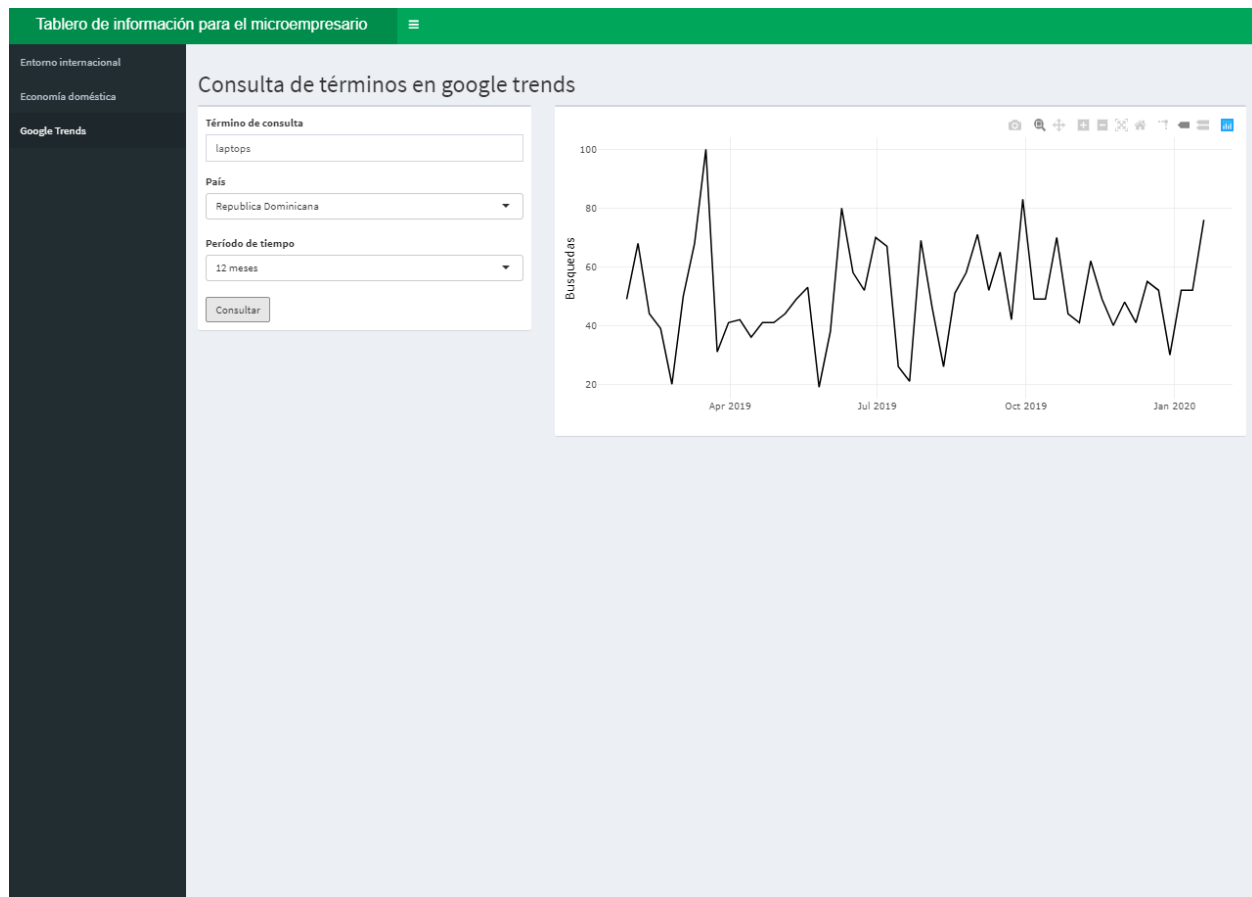 Tablero de información para el microempresario
Entorno internacional
Economía doméstica
Google Trends
Consulta de términos en google trends
Término de consulta
laptops
País
Republica Dominicana
Período de tiempo
12 meses
Consultar
Busquedas
100
80
60
40
20
Apr 2019
Jul 2019
Oct 2019
Jan 2020